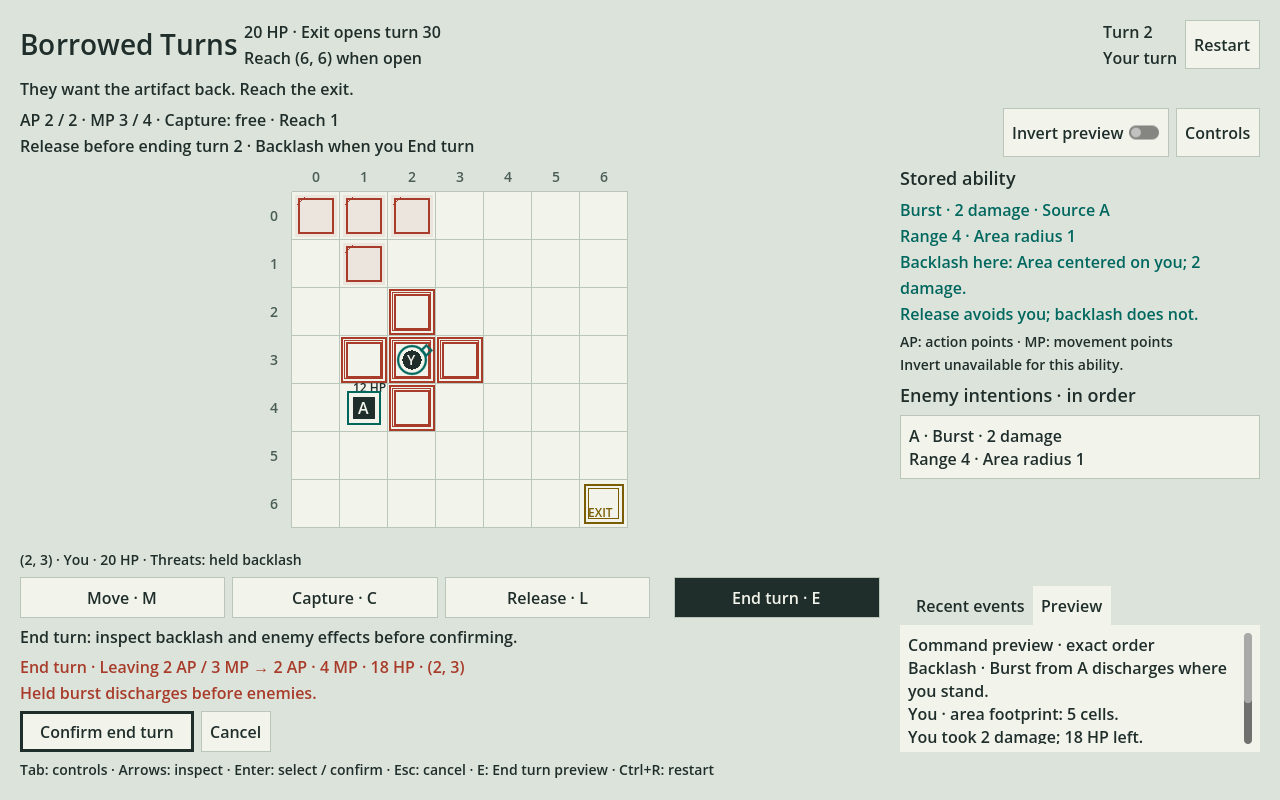 Borrowed Turns
20 HP · Exit opens turn 30
Reach (6, 6) when open
Turn 2
Your turn
Restart
They want the artifact back. Reach the exit.
AP 2 / 2 · MP 3 / 4 · Capture: free · Reach 1
Release before ending turn 2 · Backlash when you End turn
Invert preview
Controls
0 1 2 3 4 5 6
0
1
2
3
Y
12 HP
4
A
5
6
EXIT
Stored ability
Burst · 2 damage · Source A
Range 4 · Area radius 1
Backlash here: Area centered on you; 2
damage.
Release avoids you; backlash does not.
AP: action points · MP: movement points
Invert unavailable for this ability.
Enemy intentions · in order
A · Burst · 2 damage
Range 4 · Area radius 1
(2, 3) · You · 20 HP · Threats: held backlash
Move · M
Capture · C
Release · L
End turn · E
End turn: inspect backlash and enemy effects before confirming.
End turn · Leaving 2 AP / 3 MP → 2 AP · 4 MP · 18 HP · (2, 3)
Held burst discharges before enemies.
Confirm end turn
Cancel
Recent events
Preview
Command preview · exact order
Backlash · Burst from A discharges where
you stand.
You · area footprint: 5 cells.
You took 2 damage; 18 HP left.
Tab: controls · Arrows: inspect · Enter: select / confirm · Esc: cancel · E: End turn preview · Ctrl+R: restart